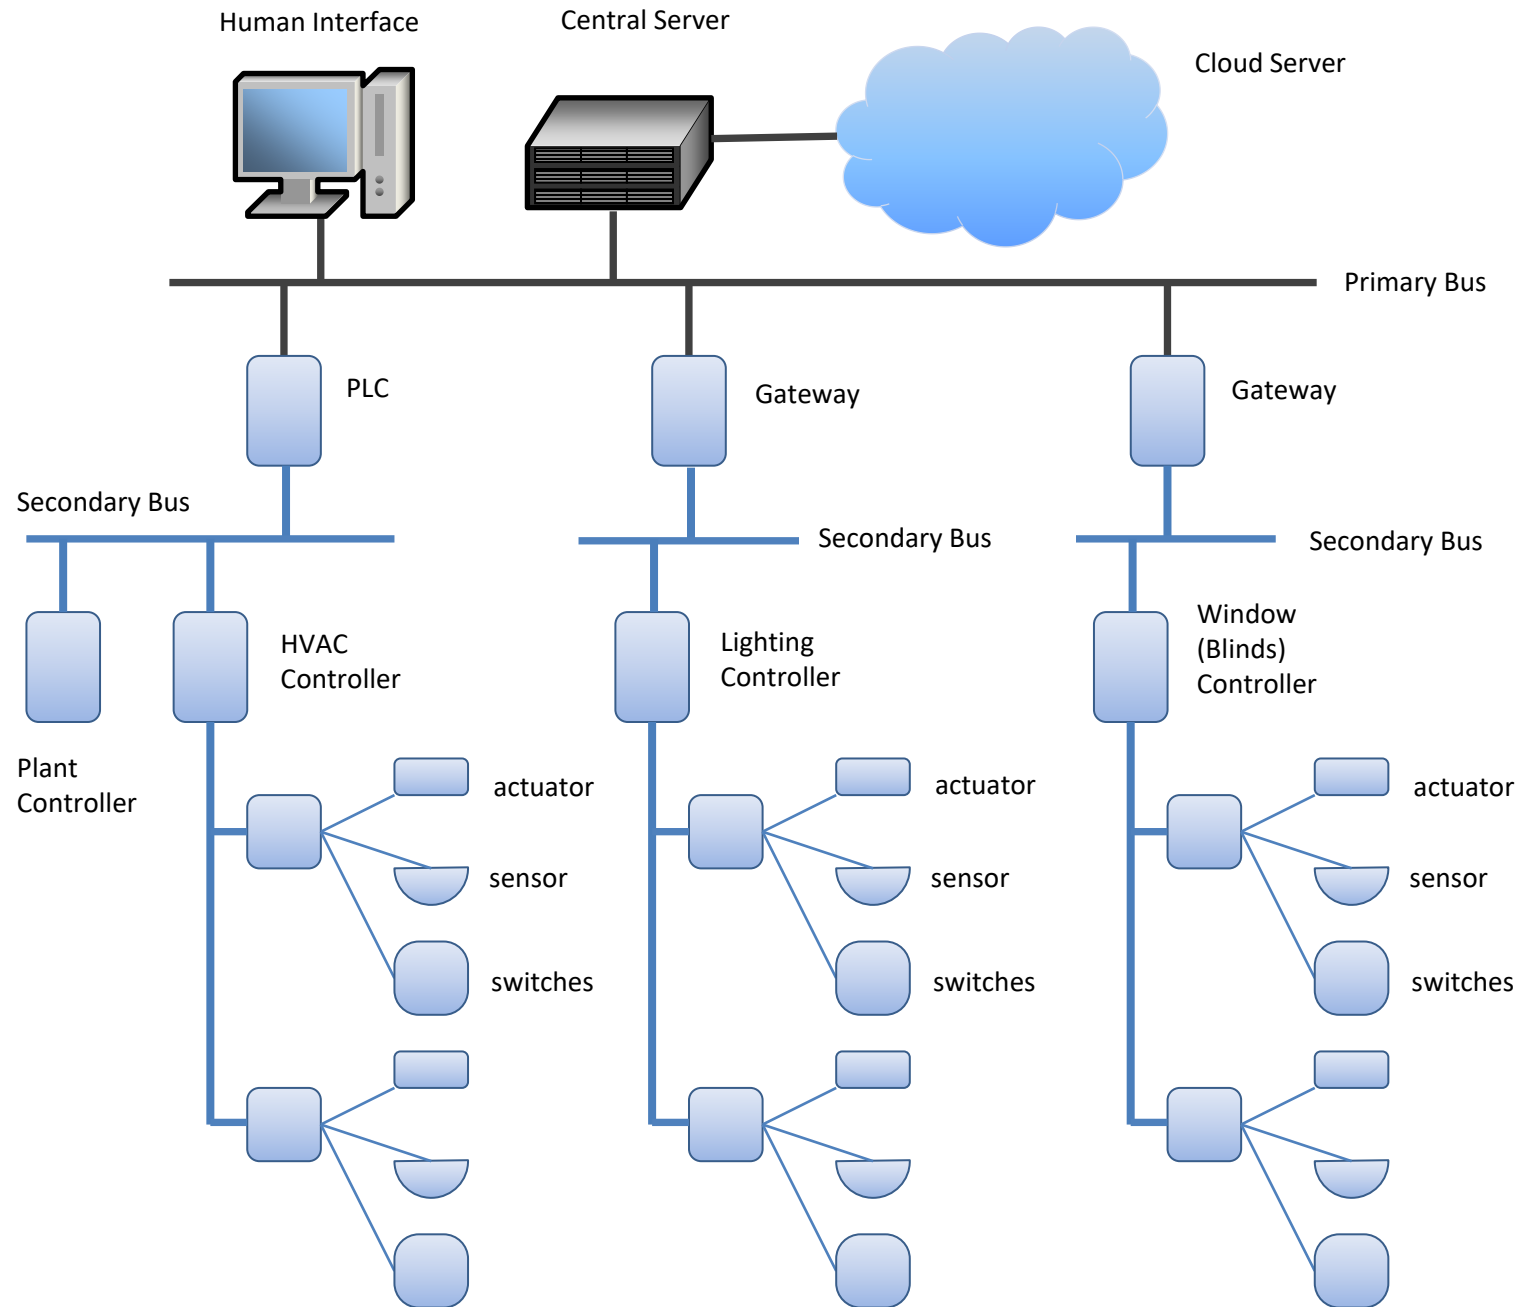 Human Interface
Central Server
Cloud Server
Primary Bus
PLC
Gateway
Gateway
Secondary Bus
Secondary Bus
Secondary Bus
HVAC
Controller
Lighting
Controller
Window
(Blinds)
Controller
Plant
Controller
actuator
actuator
actuator
sensor
sensor
sensor
switches
switches
switches